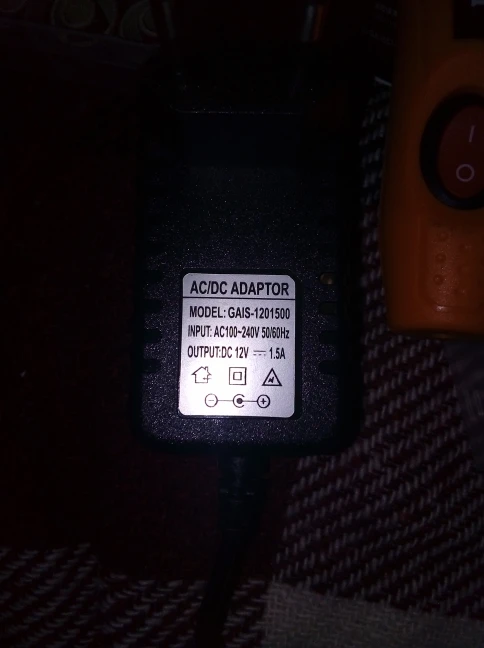 AC/DC ADAPTOR
MODEL: GAIS-1201500
INPUT: AC100~240V 50/60Hz
OUTPUT:DC 12V ⎓ 1.5A